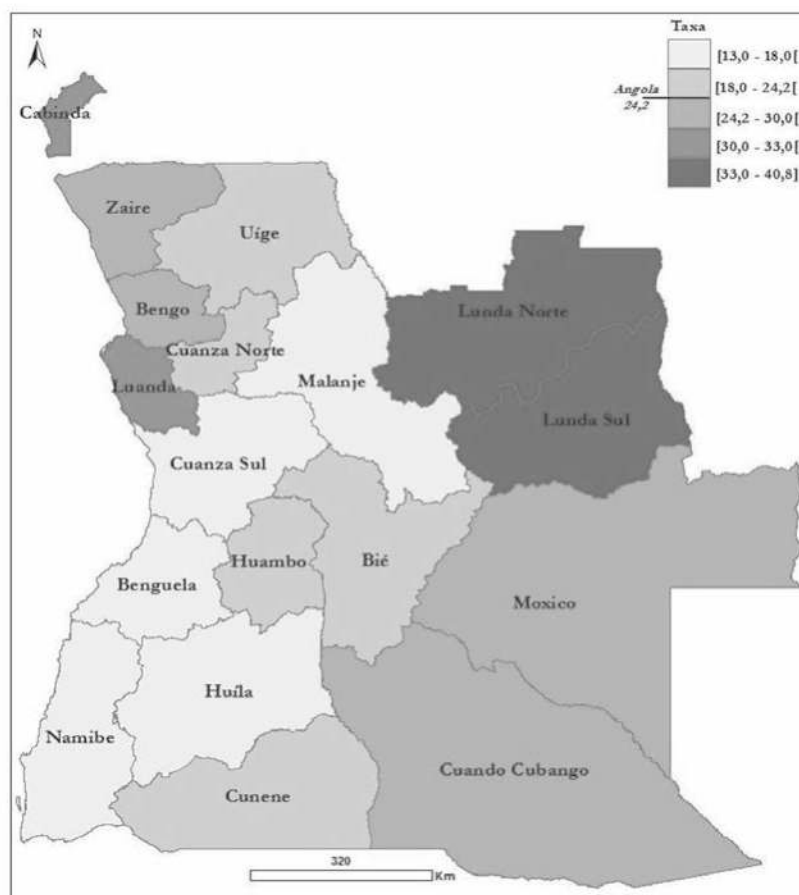 Taxa
N
[13,0 - 18,0[
[18,0 - 24,2[
Angola
24,2
[24,2 - 30,0[
[30,0 - 33,0[
[33,0 - 40,8]
Cabinda
Zaire
Uíge
Bengo
Lunda Norte
Cuanza Norte
Luanda
Malanje
Lunda Sul
Cuanza Sul
Huambo
Bié
Benguela
Moxico
Huíla
Namibe
Cuando Cubango
Cunene
320
Km